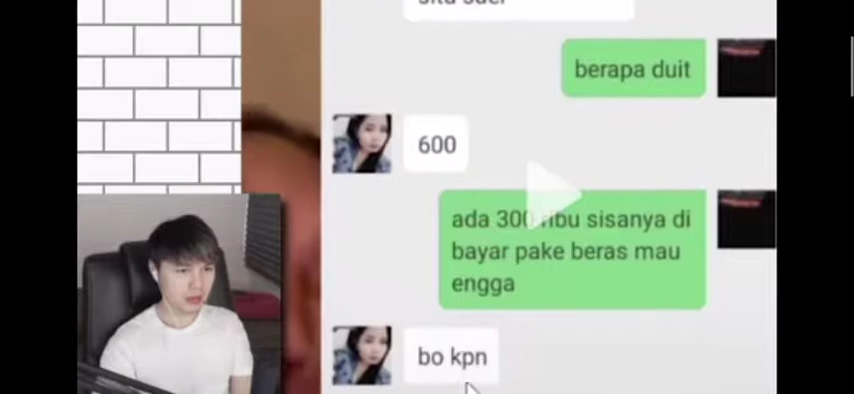 berapa duit
600
ada 300 ribu sisanya di
bayar pake beras mau
engga
bo kpn